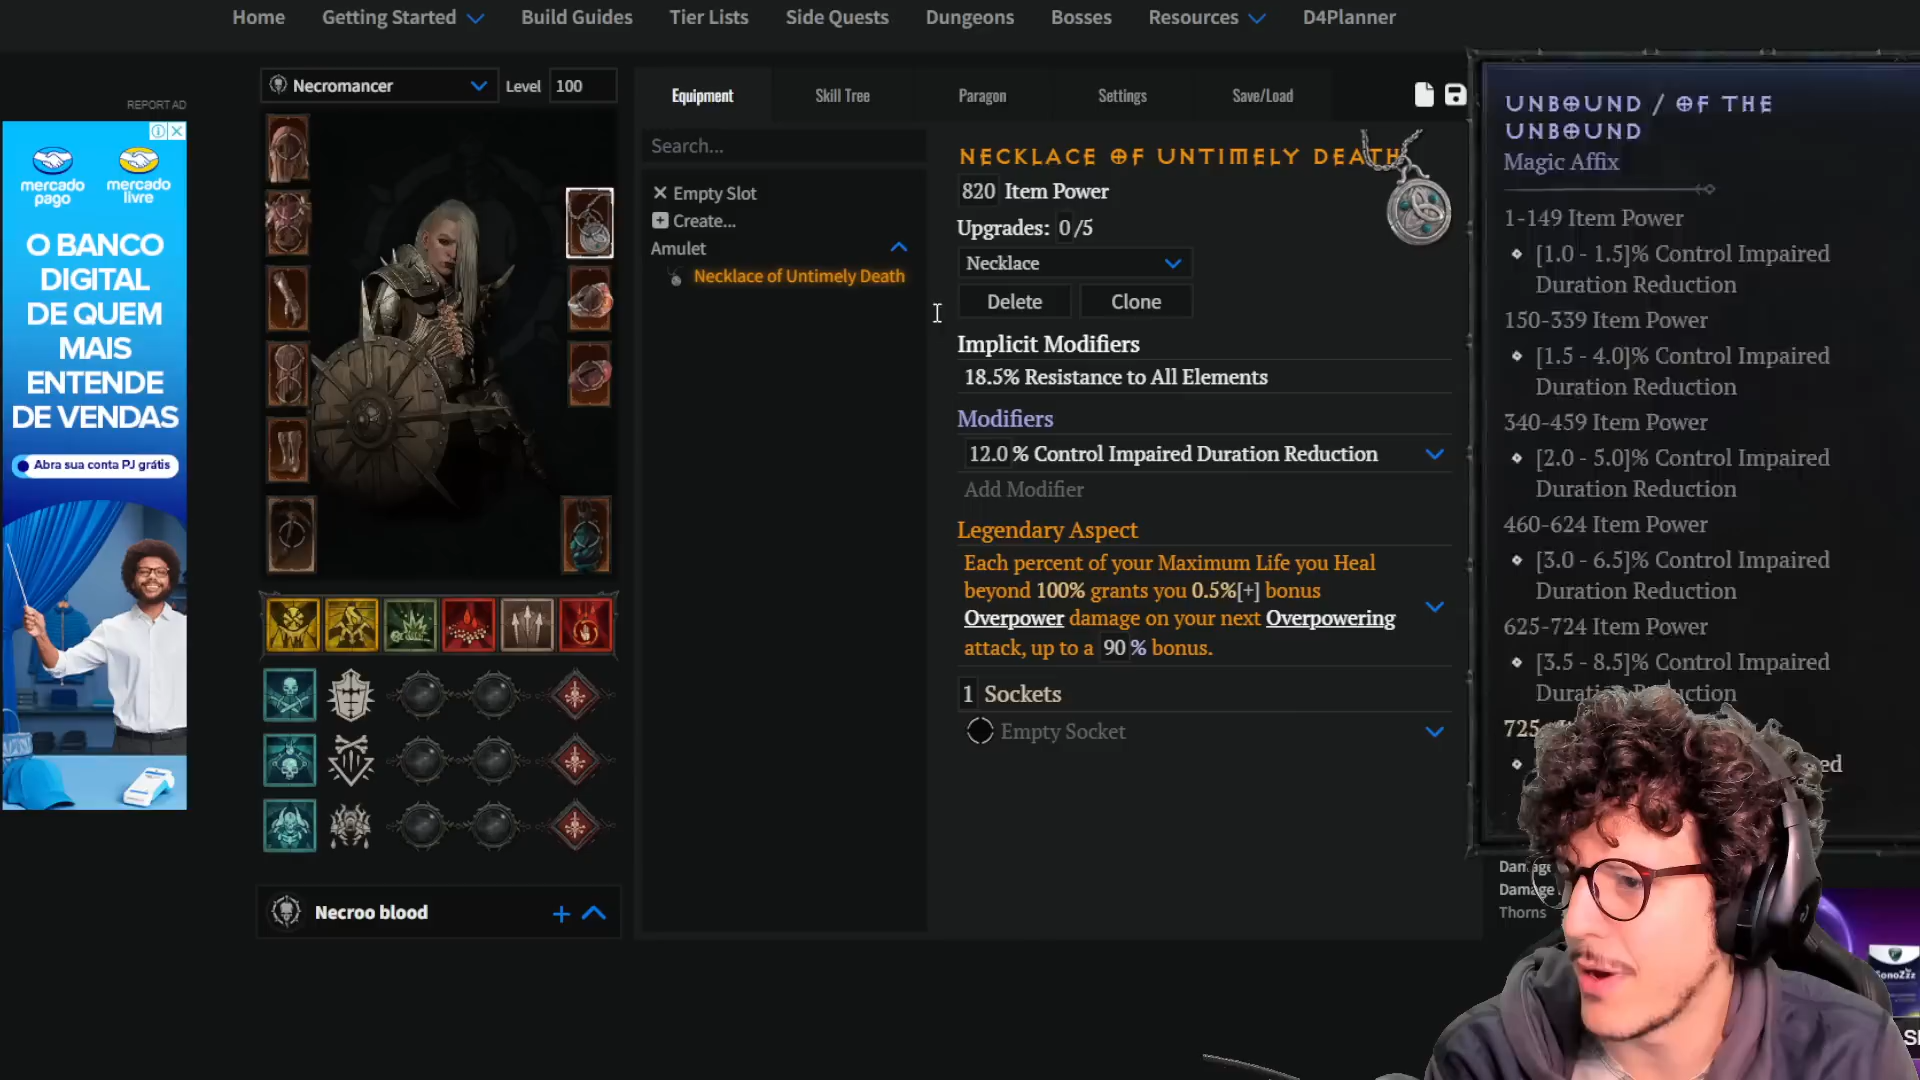 Home
Getting Started
Build Guides
Tier Lists
Side Quests
Dungeons
Bosses
Resources
D4Planner
REPORT AD
mercado pago
mercado livre
O BANCO
DIGITAL
DE QUEM
MAIS
ENTENDE
DE VENDAS
Abra sua conta PJ grátis
Necromancer
Level 100
Necroo blood
Equipment
Skill Tree
Paragon
Settings
Save/Load
Search...
Empty Slot
Create...
Amulet
Necklace of Untimely Death
NECKLACE OF UNTIMELY DEATH
820 Item Power
Upgrades: 0/5
Necklace
Delete
Clone
Implicit Modifiers
18.5% Resistance to All Elements
Modifiers
12.0 % Control Impaired Duration Reduction
Add Modifier
Legendary Aspect
Each percent of your Maximum Life you Heal
beyond 100% grants you 0.5%[+] bonus
Overpower damage on your next Overpowering
attack, up to a 90 % bonus.
1 Sockets
Empty Socket
UNBOUND / OF THE
UNBOUND
Magic Affix
1-149 Item Power
[1.0 - 1.5]% Control Impaired
Duration Reduction
150-339 Item Power
[1.5 - 4.0]% Control Impaired
Duration Reduction
340-459 Item Power
[2.0 - 5.0]% Control Impaired
Duration Reduction
460-624 Item Power
[3.0 - 6.5]% Control Impaired
Duration Reduction
625-724 Item Power
[3.5 - 8.5]% Control Impaired
Duration Reduction
Damage
Damage
Thorns